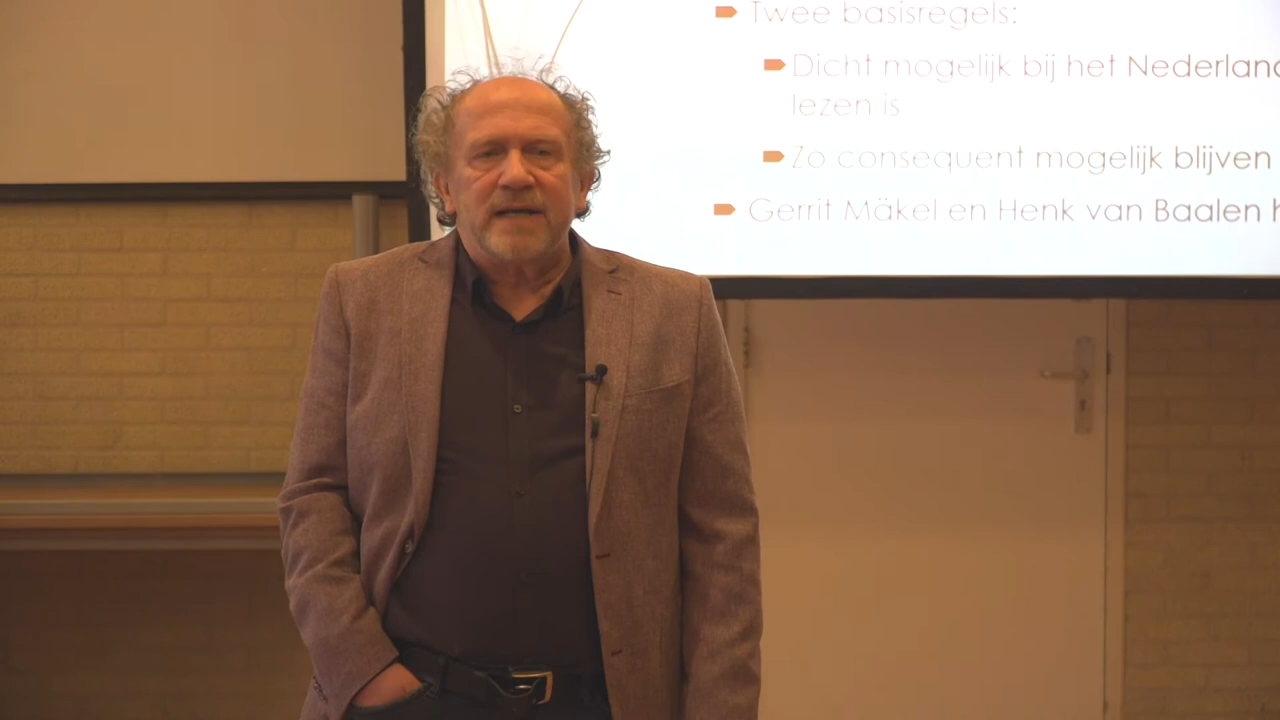 Twee basisregels:
Dicht mogelijk bij het Nederland
lezen is
Zo consequent mogelijk blijven
Gerrit Mäkel en Henk van Baalen h